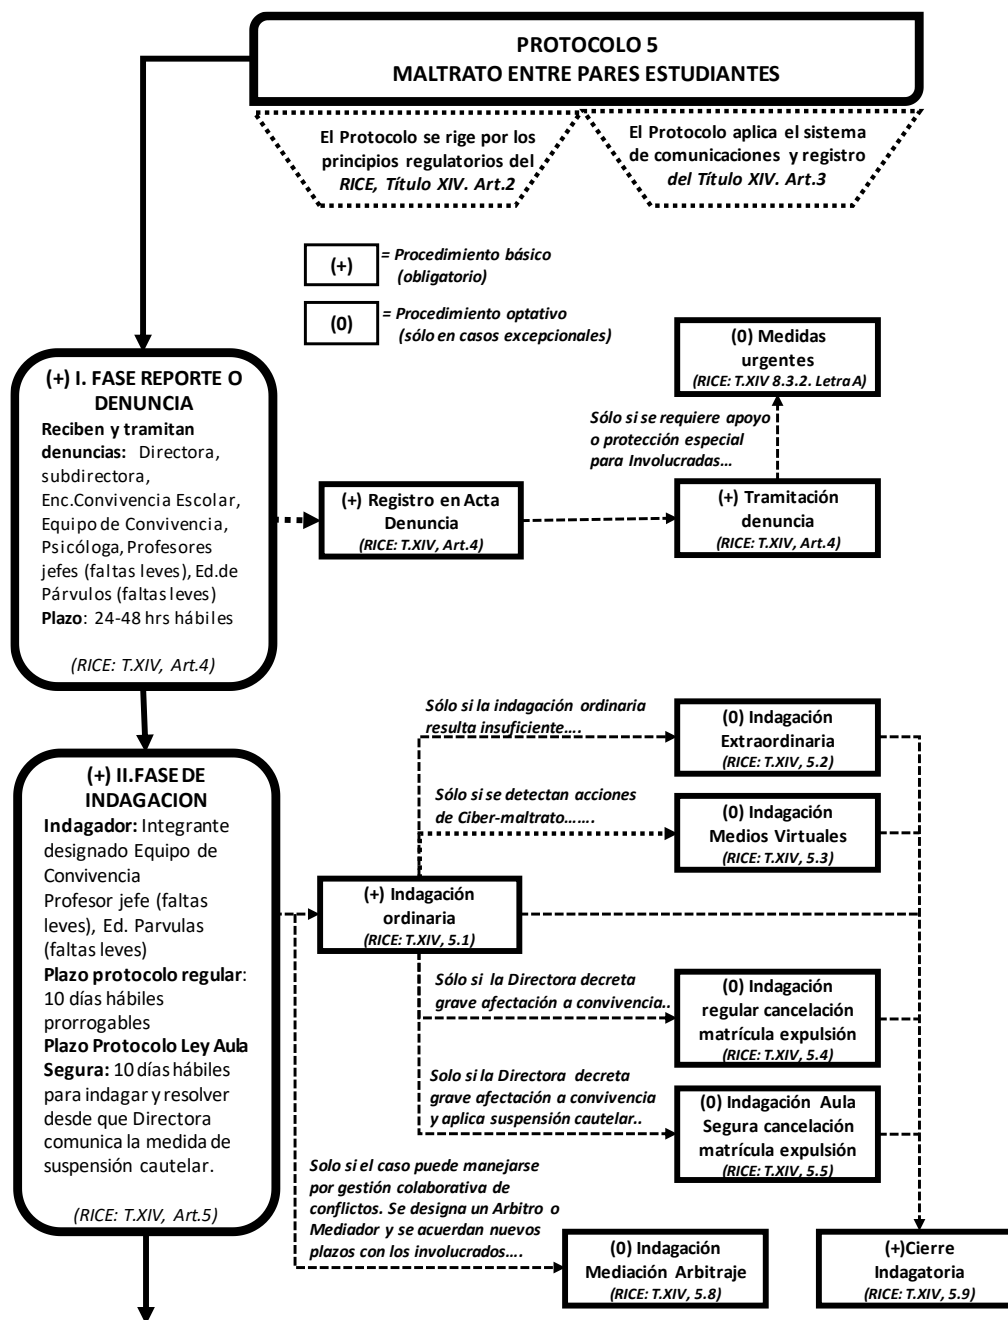 PROTOCOLO 5
MALTRATO ENTRE PARES ESTUDIANTES
El Protocolo se rige por los
principios regulatorios del
RICE, Título XIV. Art.2
El Protocolo aplica el sistema
de comunicaciones y registro
del Título XIV. Art.3
(+)
= Procedimiento básico
(obligatorio)
(0)
= Procedimiento optativo
(sólo en casos excepcionales)
(+) I. FASE REPORTE O
DENUNCIA
Reciben y tramitan
denuncias: Directora,
subdirectora,
Enc.Convivencia Escolar,
Equipo de Convivencia,
Psicóloga, Profesores
jefes (faltas leves), Ed.de
Párvulos (faltas leves)
Plazo: 24-48 hrs hábiles
(RICE: T.XIV, Art.4)
(+) Registro en Acta
Denuncia
(RICE: T.XIV, Art.4)
(0) Medidas
urgentes
(RICE: T.XIV 8.3.2. Letra A)
Sólo si se requiere apoyo
o protección especial
para Involucradas...
(+) Tramitación
denuncia
(RICE: T.XIV, Art.4)
(+) II.FASE DE
INDAGACION
Indagador: Integrante
designado Equipo de
Convivencia
Profesor jefe (faltas
leves), Ed. Parvulas
(faltas leves)
Plazo protocolo regular:
10 días hábiles
prorrogables
Plazo Protocolo Ley Aula
Segura: 10 días hábiles
para indagar y resolver
desde que Directora
comunica la medida de
suspensión cautelar.
(RICE: T.XIV, Art.5)
Sólo si la indagación ordinaria
resulta insuficiente....
(0) Indagación
Extraordinaria
(RICE: T.XIV, 5.2)
Sólo si se detectan acciones
de Ciber-maltrato.......
(0) Indagación
Medios Virtuales
(RICE: T.XIV, 5.3)
(+) Indagación
ordinaria
(RICE: T.XIV, 5.1)
Sólo si la Directora decreta
grave afectación a convivencia..
(0) Indagación
regular cancelación
matrícula expulsión
(RICE: T.XIV, 5.4)
Solo si la Directora decreta
grave afectación a convivencia
y aplica suspensión cautelar..
(0) Indagación Aula
Segura cancelación
matrícula expulsión
(RICE: T.XIV, 5.5)
Solo si el caso puede manejarse
por gestión colaborativa de
conflictos. Se designa un Arbitro o
Mediador y se acuerdan nuevos
plazos con los involucrados....
(0) Indagación
Mediación Arbitraje
(RICE: T.XIV, 5.8)
(+)Cierre
Indagatoria
(RICE: T.XIV, 5.9)